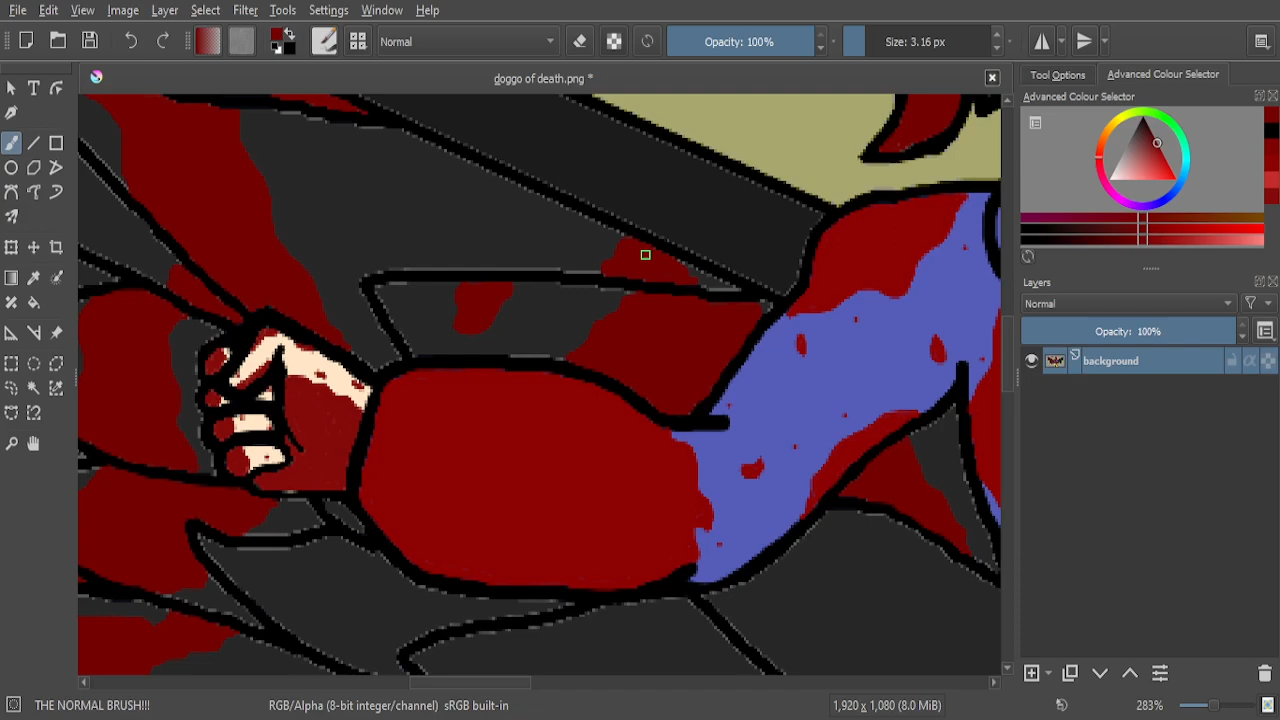 File Edit View Image Layer Select Filter Tools Settings Window Help
Normal Opacity: 100% Size: 3.16 px
doggo of death.png *
Tool Options Advanced Colour Selector
Advanced Colour Selector
Layers
Normal
Opacity: 100%
background
THE NORMAL BRUSH!!! RGB/Alpha (8-bit integer/channel) sRGB built-in 1,920 x 1,080 (8.0 MiB) 283%